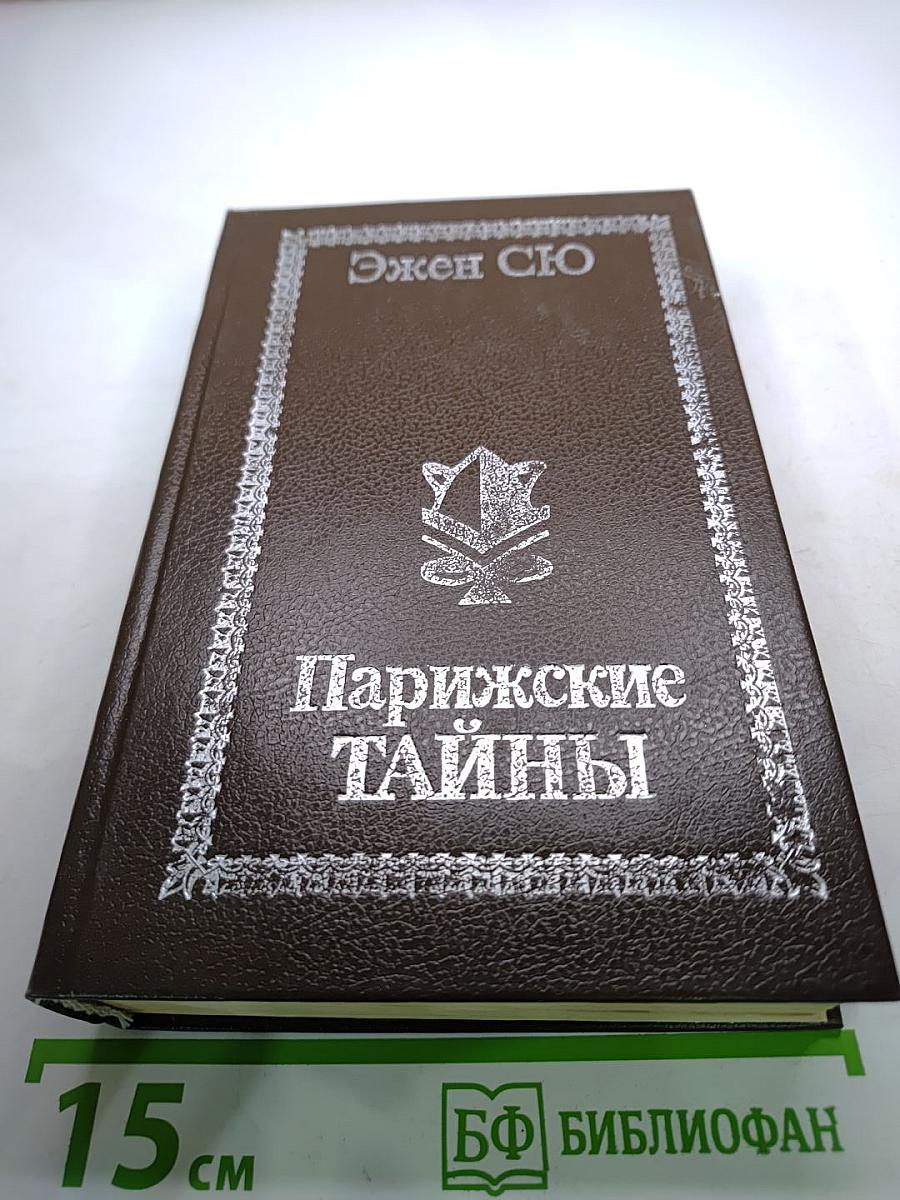 Эжен СЮ
Парижские
ТАЙНЫ
15 см
БФ БИБЛИОФАН